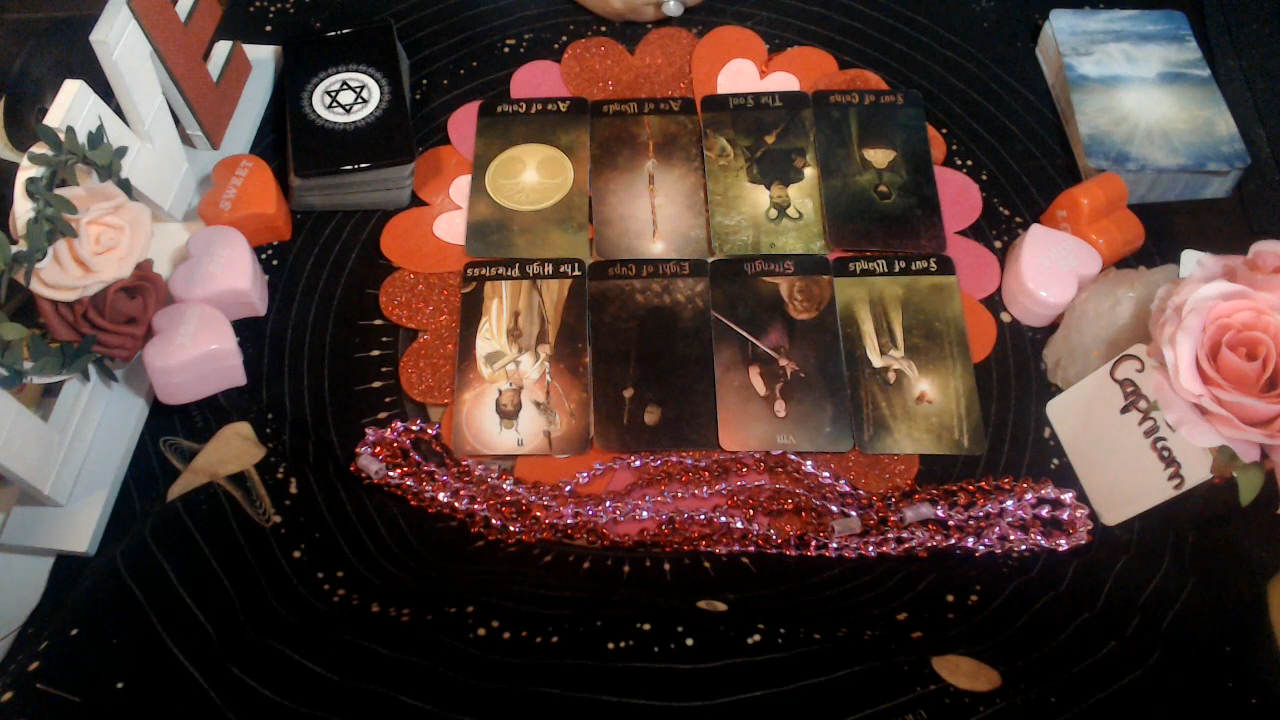 E
SWEET
Ace of Coins
Ace of Wands
The Fool
0
Four of Coins
The High Priestess
Eight of Cups
Strength
VIII
Four of Wands
Capricorn
L